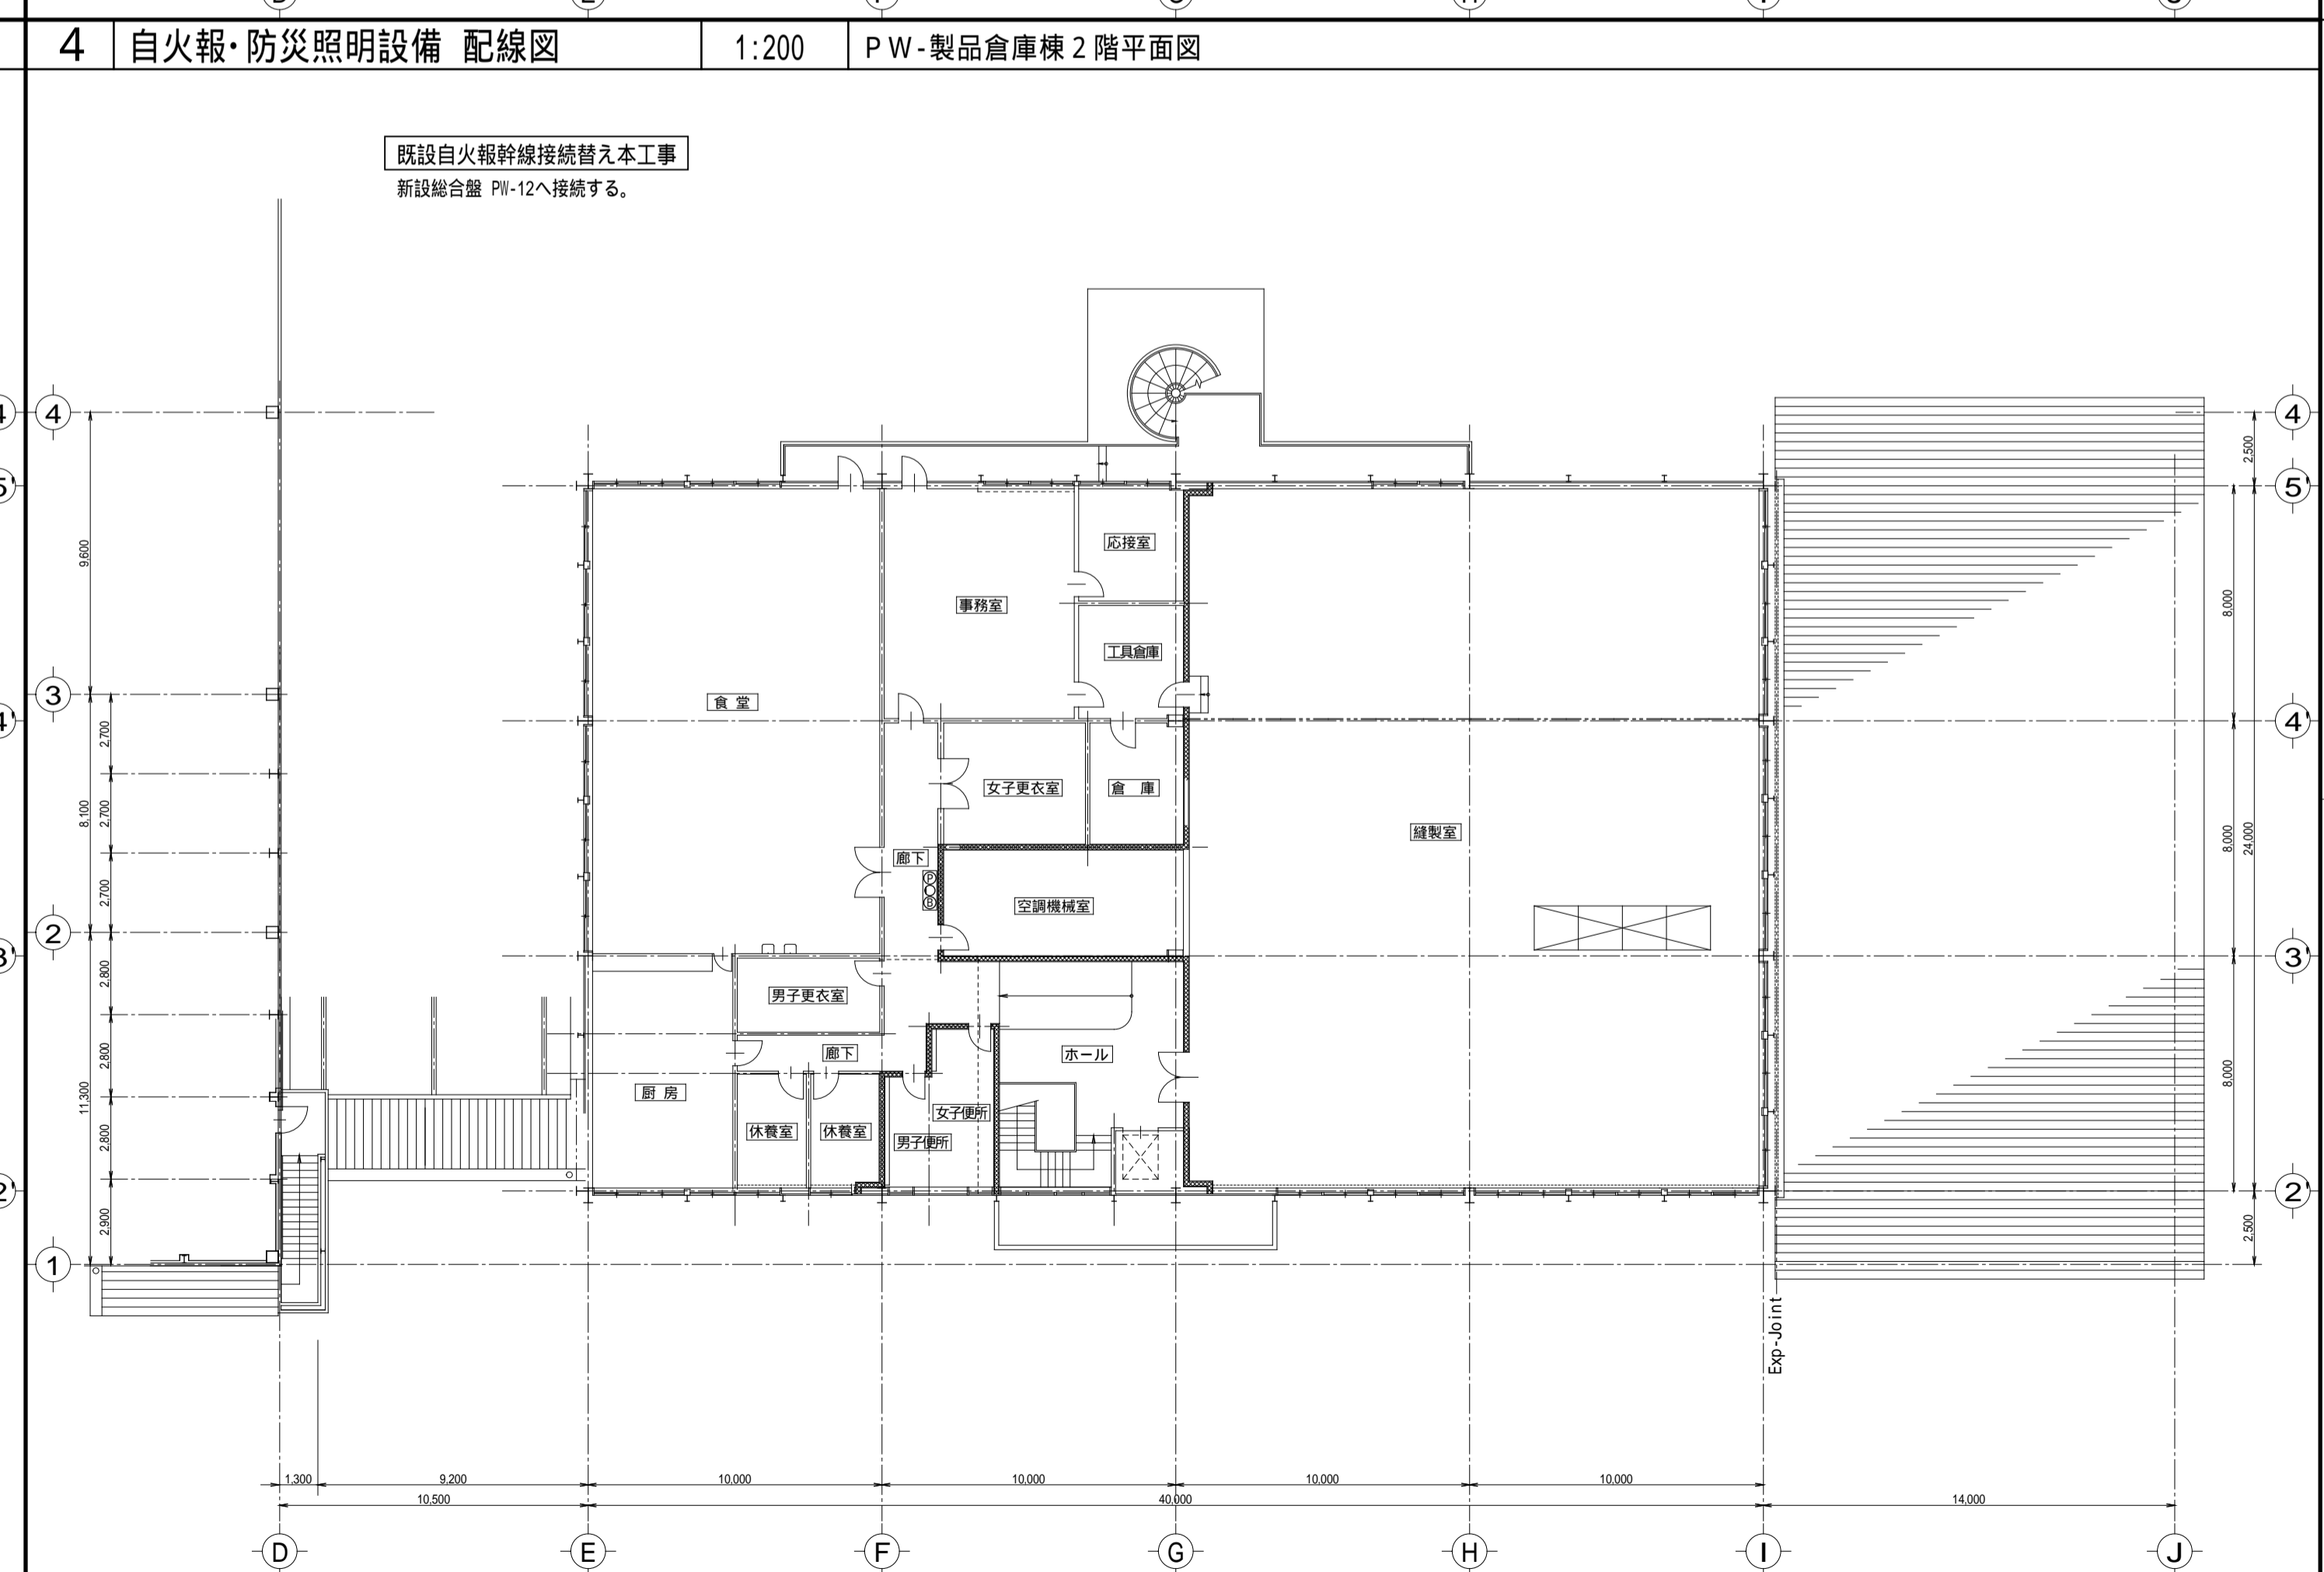 4 自火報・防災照明設備 配線図 1:200 PW-製品倉庫棟2階平面図
既設自火報幹線接続替え本工事
新設総合盤 PW-12へ接続する。
4 4
2,500
5' 5'
応接室
9,600
事務室
8,000
工具倉庫
3
食 堂
4' 4'
2,700
女子更衣室 倉 庫
8,100
2,700
縫製室
8,000
24,000
廊下
P
B
2,700
空調機械室
2
3' 3'
2,800
男子更衣室
廊下
ホール
2,800
厨 房
8,000
11,300
女子便所
休養室 休養室
男子便所
2,800
2' 2'
2,900
2,500
1
Exp-Joint
1,300 9,200 10,000 10,000 10,000 10,000
10,500 40,000 14,000
D E F G H I J